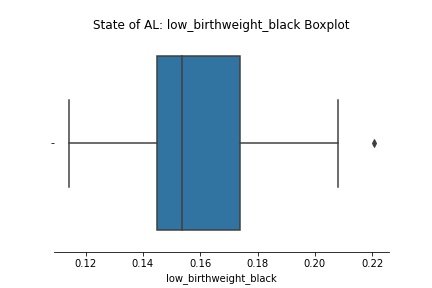 State of AL: low_birthweight_black Boxplot
-
0.12 0.14 0.16 0.18 0.20 0.22
low_birthweight_black